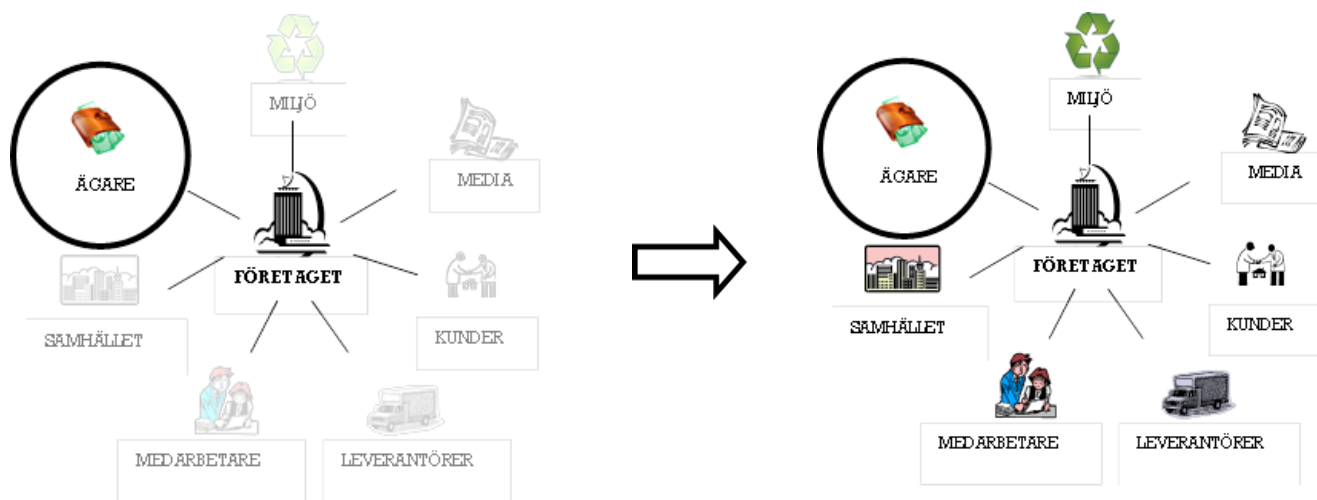 MILJÖ
ÄGARE
MEDIA
FÖRETAGET
SAMHÄLLET
KUNDER
MEDARBETARE
LEVERANTÖRER
MILJÖ
ÄGARE
MEDIA
FÖRETAGET
SAMHÄLLET
KUNDER
MEDARBETARE
LEVERANTÖRER